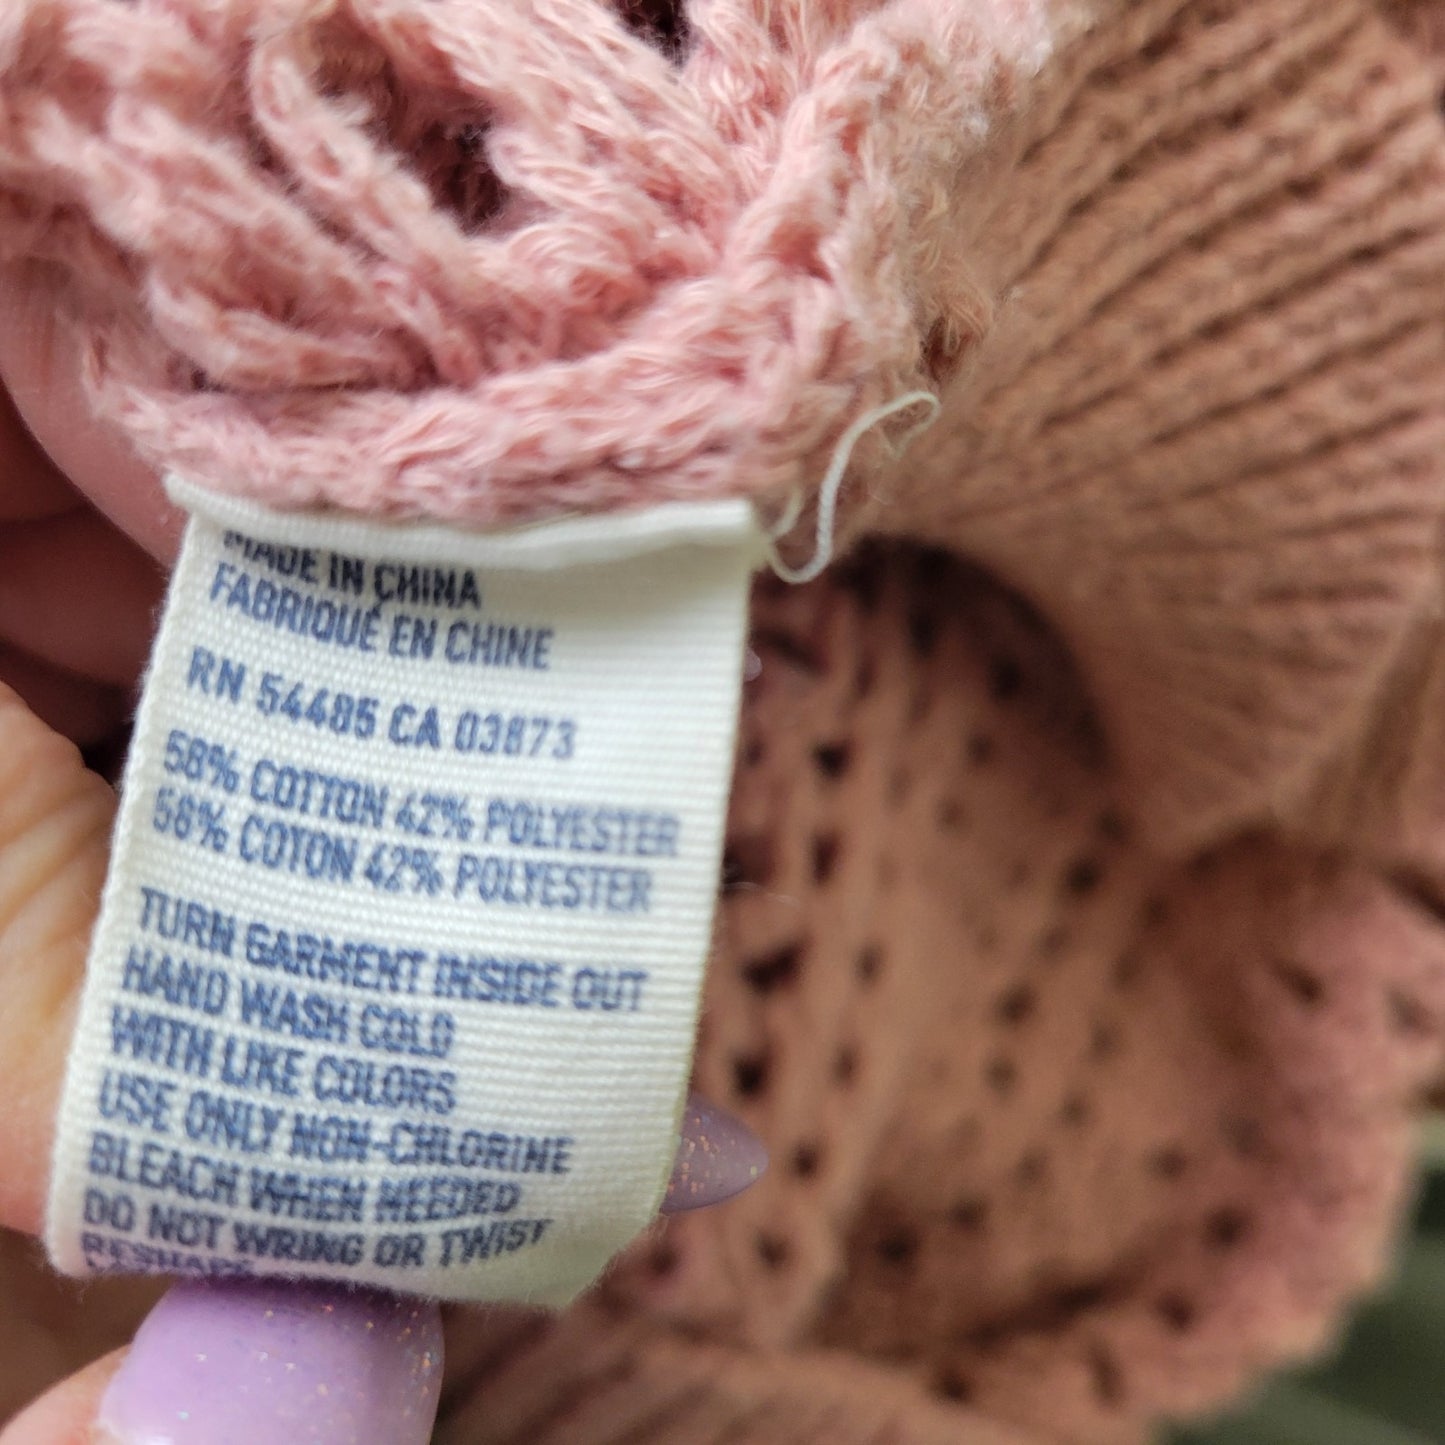 MADE IN CHINA
FABRIQUÉ EN CHINE
RN 54485 CA 03873
58% COTTON 42% POLYESTER
58% COTON 42% POLYESTER
TURN GARMENT INSIDE OUT
HAND WASH COLD
WITH LIKE COLORS
USE ONLY NON-CHLORINE
BLEACH WHEN NEEDED
DO NOT WRING OR TWIST
RESHAPE